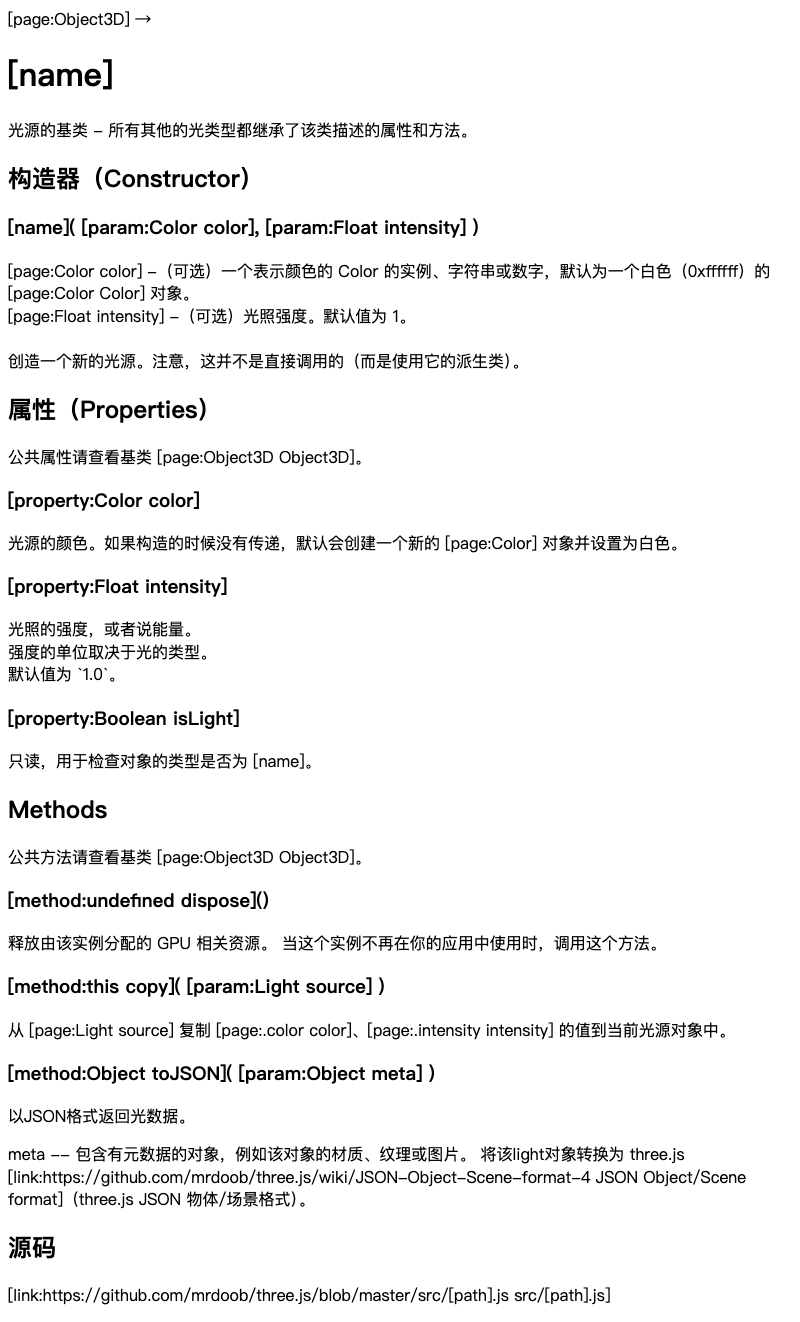 [page:Object3D] →
[name]
光源的基类 – 所有其他的光类型都继承了该类描述的属性和方法。
构造器（Constructor）
[name]( [param:Color color], [param:Float intensity] )
[page:Color color] –（可选）一个表示颜色的 Color 的实例、字符串或数字，默认为一个白色（0xffffff）的
[page:Color Color] 对象。
[page:Float intensity] –（可选）光照强度。默认值为 1。
创造一个新的光源。注意，这并不是直接调用的（而是使用它的派生类）。
属性（Properties）
公共属性请查看基类 [page:Object3D Object3D]。
[property:Color color]
光源的颜色。如果构造的时候没有传递，默认会创建一个新的 [page:Color] 对象并设置为白色。
[property:Float intensity]
光照的强度，或者说能量。
强度的单位取决于光的类型。
默认值为 `1.0`。
[property:Boolean isLight]
只读，用于检查对象的类型是否为 [name]。
Methods
公共方法请查看基类 [page:Object3D Object3D]。
[method:undefined dispose]()
释放由该实例分配的 GPU 相关资源。 当这个实例不再在你的应用中使用时，调用这个方法。
[method:this copy]( [param:Light source] )
从 [page:Light source] 复制 [page:.color color]、[page:.intensity intensity] 的值到当前光源对象中。
[method:Object toJSON]( [param:Object meta] )
以JSON格式返回光数据。
meta -- 包含有元数据的对象，例如该对象的材质、纹理或图片。 将该light对象转换为 three.js
[link:https://github.com/mrdoob/three.js/wiki/JSON-Object-Scene-format-4 JSON Object/Scene
format]（three.js JSON 物体/场景格式）。
源码
[link:https://github.com/mrdoob/three.js/blob/master/src/[path].js src/[path].js]